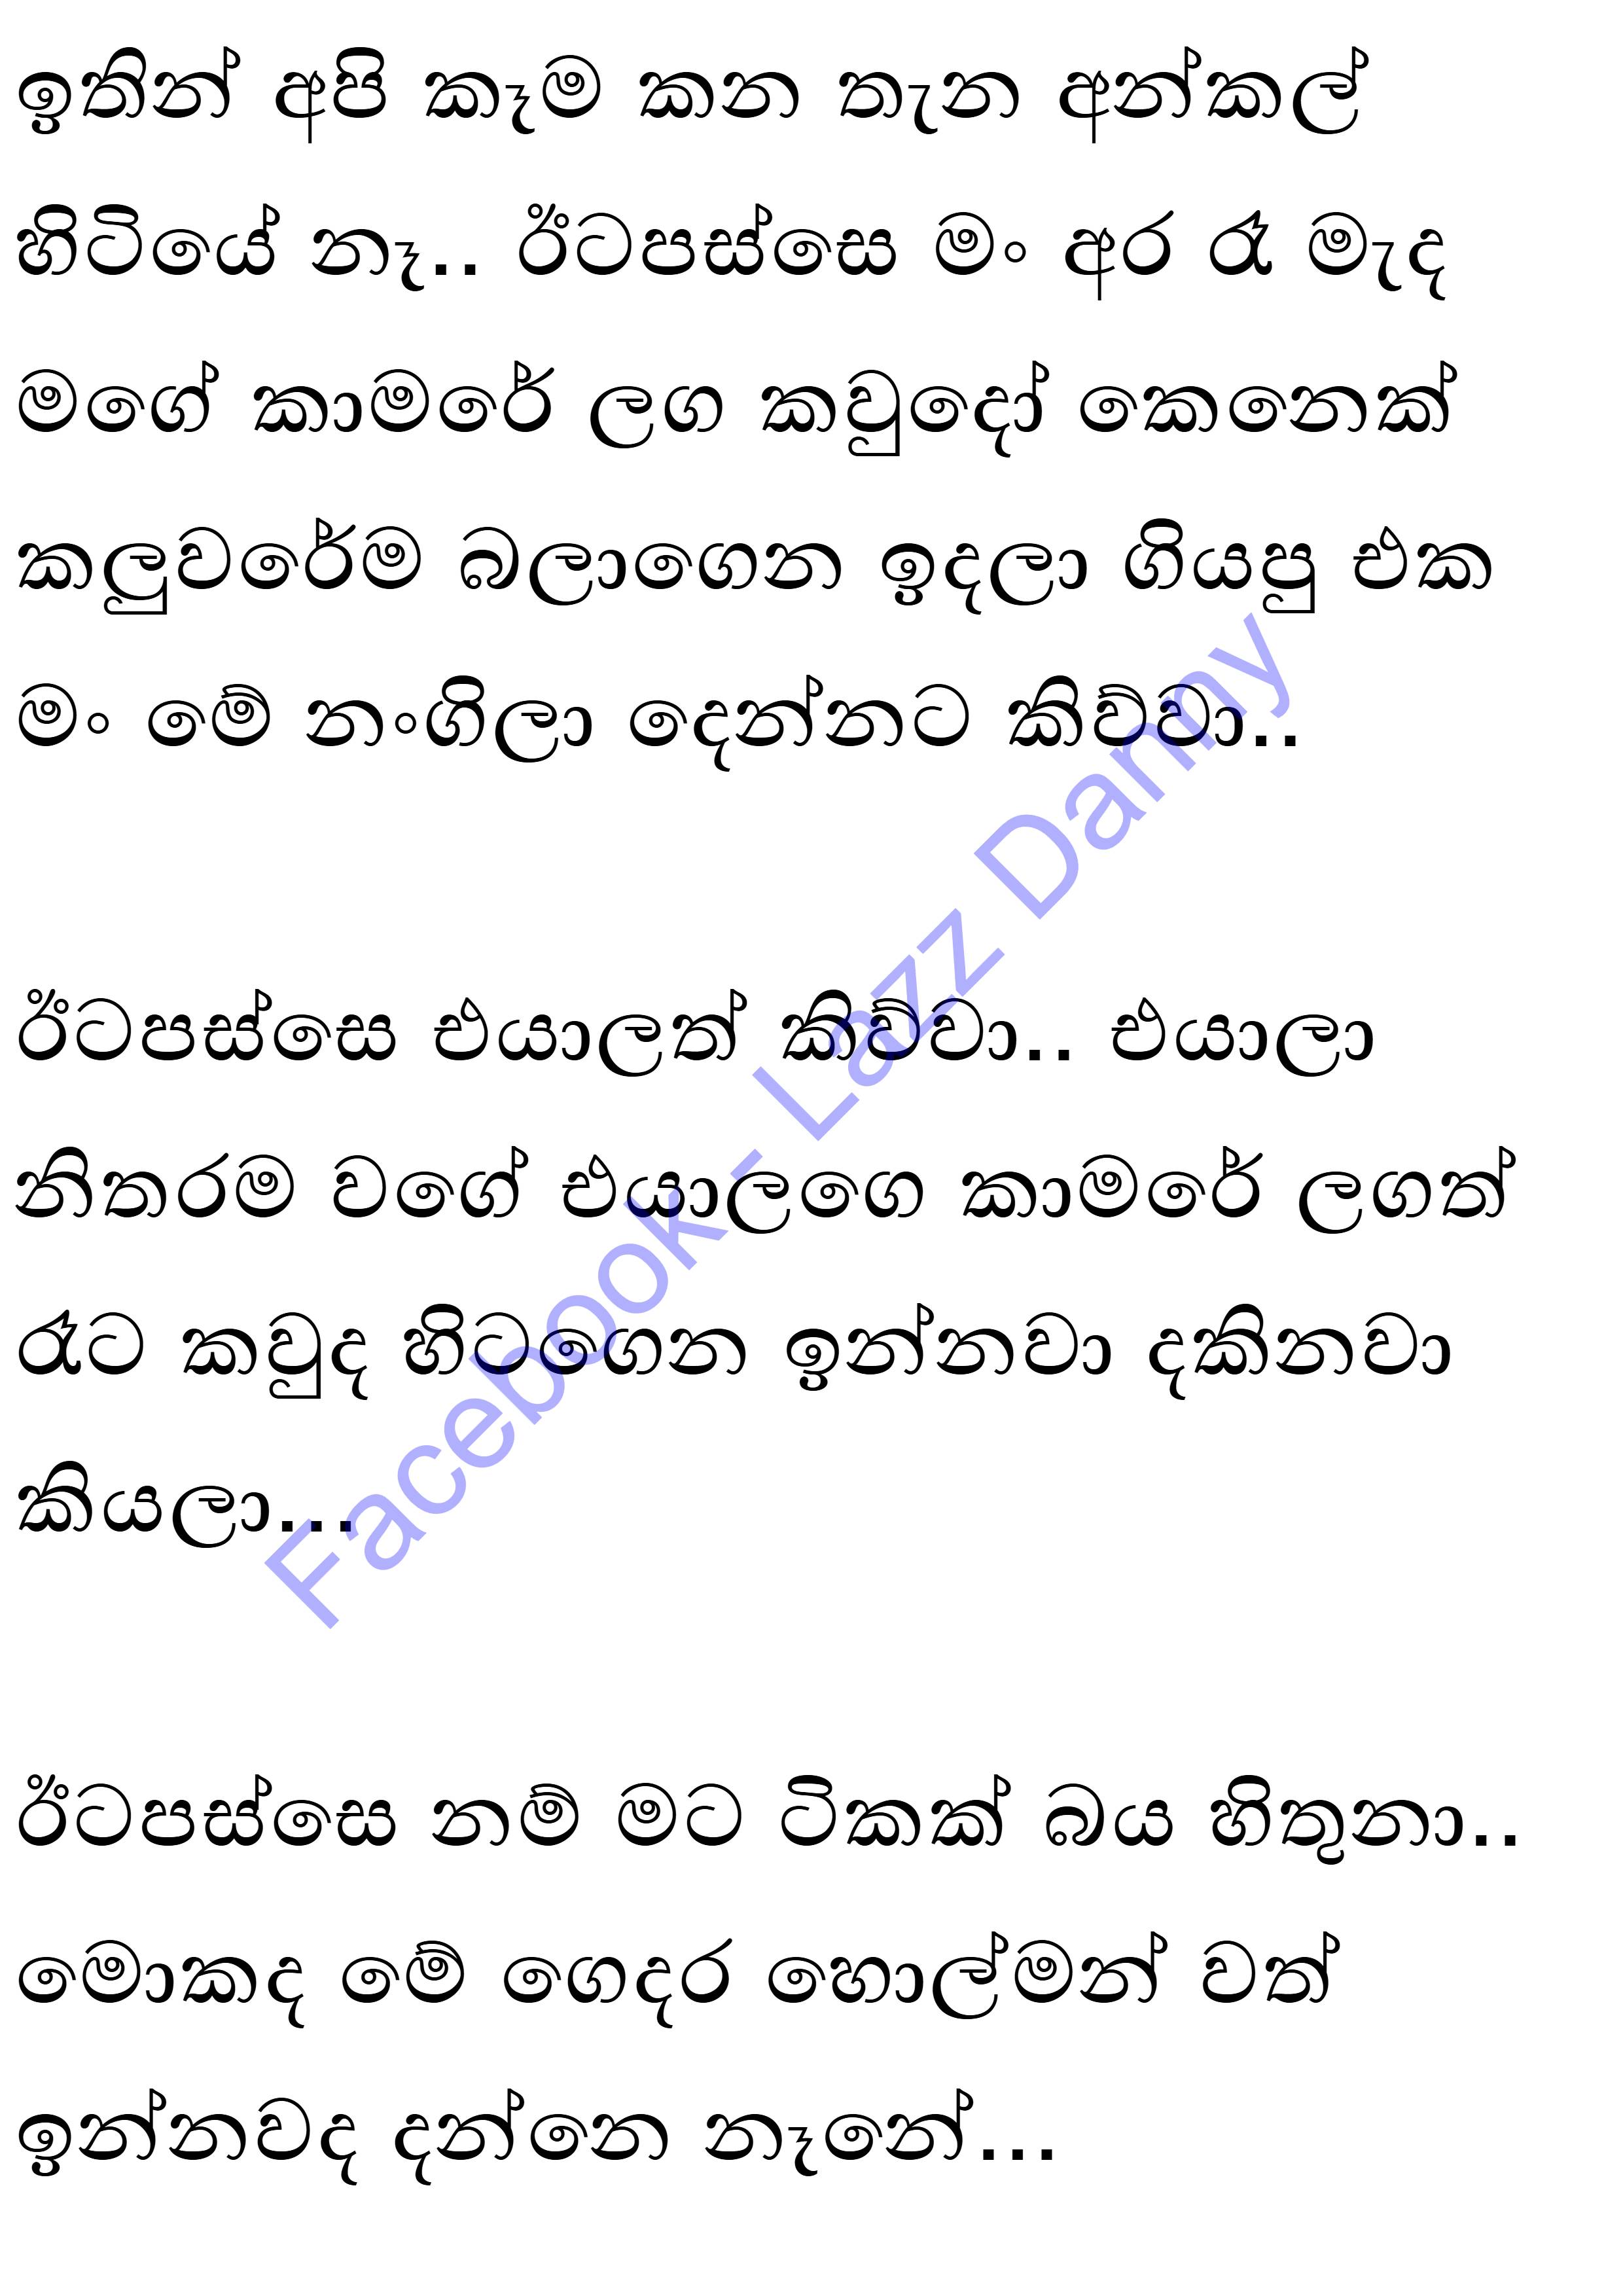 ඉතින් අපි කෑම කන තැන අන්කල්
හිටියේ නෑ.. ඊටපස්සෙ මං අර රෑ මැද
මගේ කාමරේ ලග කවුදෝ කෙනෙක්
කලුවරේම බලාගෙන ඉදලා ගියපු එක
මං මේ නංගිලා දෙන්නට කිව්වා..
ඊටපස්සෙ එයාලත් කිව්වා.. එයාලා
නිතරම වගේ එයාලගෙ කාමරේ ලගත්
රෑට කවුද හිටගෙන ඉන්නවා දකිනවා
කියලා...
ඊටපස්සෙ නම් මට ටිකක් බය හිතුනා..
මොකද මේ ගෙදර හොල්මන් වත්
ඉන්නවද දන්නෙ නෑනේ...
Facebook - Lazz Danny